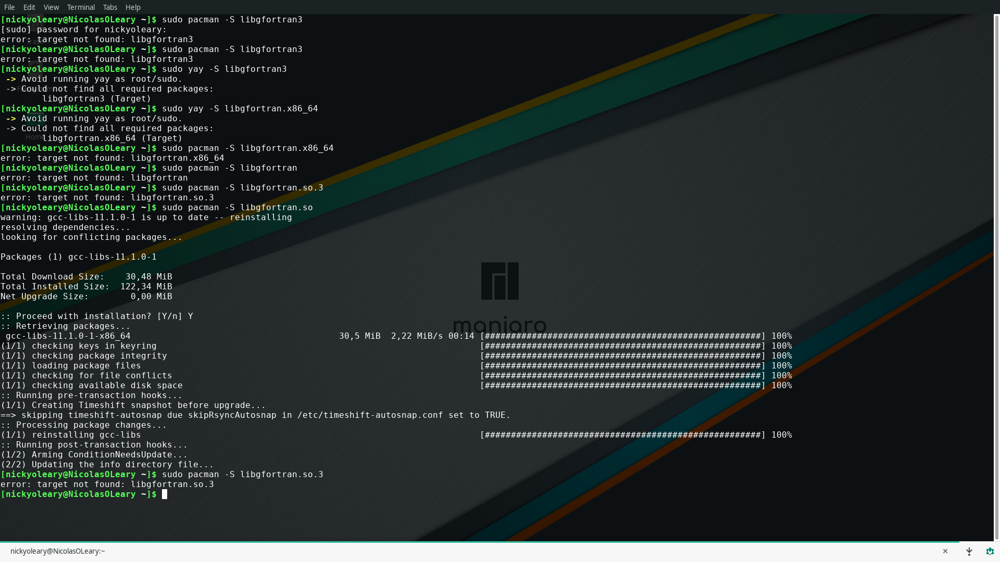 File Edit View Terminal Tabs Help
[nickyoleary@NicolasOLeary ~]$ sudo pacman -S libgfortran3
[sudo] password for nickyoleary:
error: target not found: libgfortran3
[nickyoleary@NicolasOLeary ~]$ sudo pacman -S libgfortran3
error: target not found: libgfortran3
[nickyoleary@NicolasOLeary ~]$ sudo yay -S libgfortran3
-> Avoid running yay as root/sudo.
-> Could not find all required packages:
libgfortran3 (Target)
[nickyoleary@NicolasOLeary ~]$ sudo yay -S libgfortran.x86_64
-> Avoid running yay as root/sudo.
-> Could not find all required packages:
libgfortran.x86_64 (Target)
[nickyoleary@NicolasOLeary ~]$ sudo pacman -S libgfortran.x86_64
error: target not found: libgfortran.x86_64
[nickyoleary@NicolasOLeary ~]$ sudo pacman -S libgfortran
error: target not found: libgfortran
[nickyoleary@NicolasOLeary ~]$ sudo pacman -S libgfortran.so.3
error: target not found: libgfortran.so.3
[nickyoleary@NicolasOLeary ~]$ sudo pacman -S libgfortran.so
warning: gcc-libs-11.1.0-1 is up to date -- reinstalling
resolving dependencies...
looking for conflicting packages...
Packages (1) gcc-libs-11.1.0-1
Total Download Size: 30,48 MiB
Total Installed Size: 122,34 MiB
Net Upgrade Size: 0,00 MiB
:: Proceed with installation? [Y/n] Y
:: Retrieving packages...
gcc-libs-11.1.0-1-x86_64 30,5 MiB 2,22 MiB/s 00:14 [#####################################################] 100%
(1/1) checking keys in keyring [#####################################################] 100%
(1/1) checking package integrity [#####################################################] 100%
(1/1) loading package files [#####################################################] 100%
(1/1) checking for file conflicts [#####################################################] 100%
(1/1) checking available disk space [#####################################################] 100%
:: Running pre-transaction hooks...
(1/1) Creating Timeshift snapshot before upgrade...
==> skipping timeshift-autosnap due skipRsyncAutosnap in /etc/timeshift-autosnap.conf set to TRUE.
:: Processing package changes...
(1/1) reinstalling gcc-libs [#####################################################] 100%
:: Running post-transaction hooks...
(1/2) Arming ConditionNeedsUpdate...
(2/2) Updating the info directory file...
[nickyoleary@NicolasOLeary ~]$ sudo pacman -S libgfortran.so.3
error: target not found: libgfortran.so.3
[nickyoleary@NicolasOLeary ~]$
Trash
Home
manjaro
nickyoleary@NicolasOLeary:~